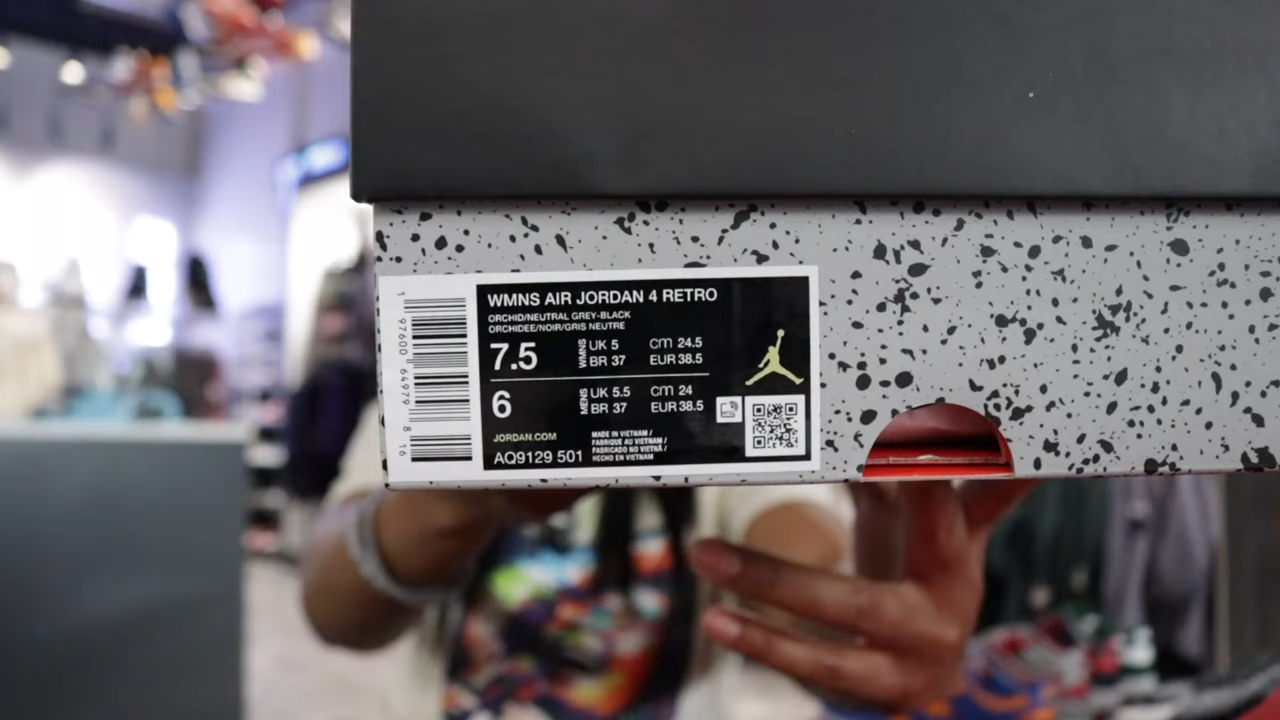 WMNS AIR JORDAN 4 RETRO
ORCHID/NEUTRAL GREY-BLACK
ORCHIDEE/NOIR/GRIS NEUTRE
7.5 WMNS UK 5 cm 24.5
BR 37 EUR 38.5
6 MENS UK 5.5 cm 24
BR 37 EUR 38.5
JORDAN.COM
AQ9129 501
MADE IN VIETNAM /
FABRIQUE AU VIETNAM /
FABRICADO NO VIETNÃ /
HECHO EN VIETNAM
1 97600 64979 8 16